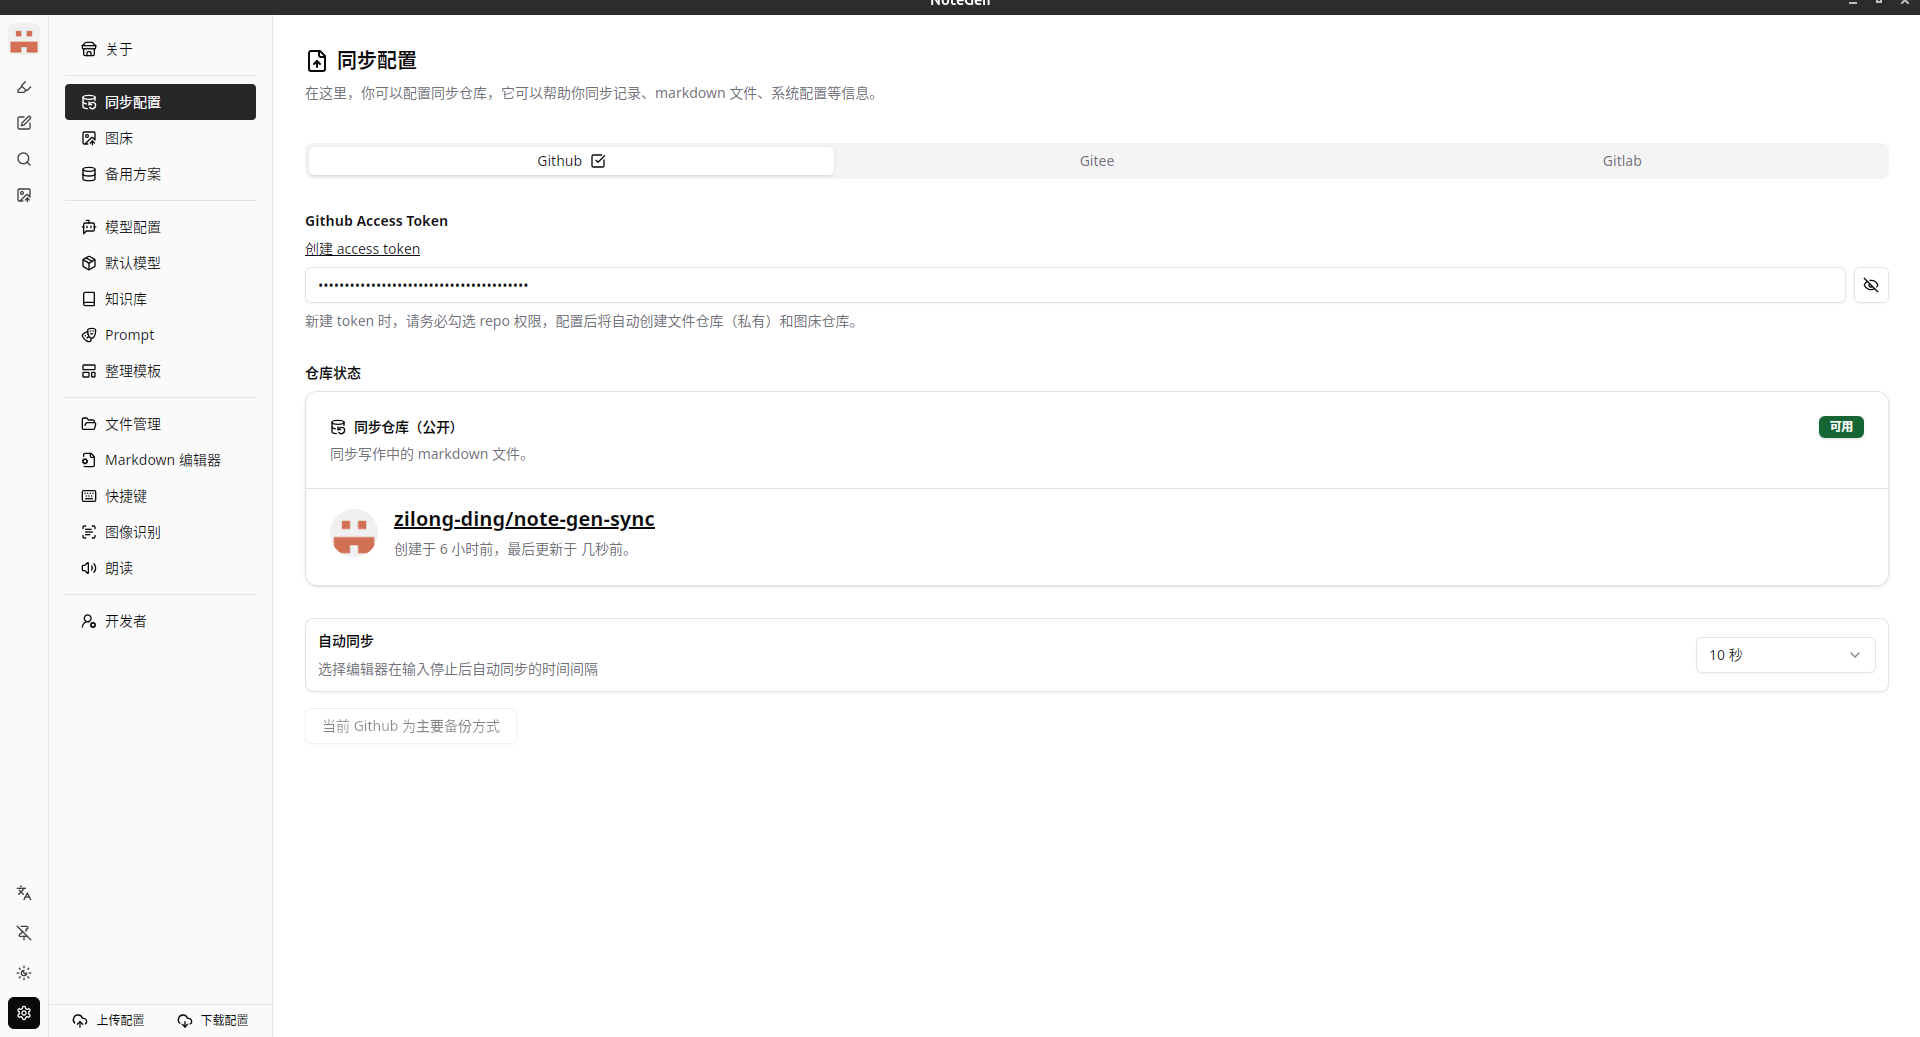 NoteGen
关于
同步配置
图床
备用方案
模型配置
默认模型
知识库
Prompt
整理模板
文件管理
Markdown 编辑器
快捷键
图像识别
朗读
开发者
上传配置
下载配置
同步配置
在这里，你可以配置同步仓库，它可以帮助你同步记录、markdown 文件、系统配置等信息。
Github
Gitee
Gitlab
Github Access Token
创建 access token
••••••••••••••••••••••••••••••••••••••••
新建 token 时，请务必勾选 repo 权限，配置后将自动创建文件仓库（私有）和图床仓库。
仓库状态
同步仓库（公开）
可用
同步写作中的 markdown 文件。
zilong-ding/note-gen-sync
创建于 6 小时前，最后更新于 几秒前。
自动同步
选择编辑器在输入停止后自动同步的时间间隔
10 秒
当前 Github 为主要备份方式